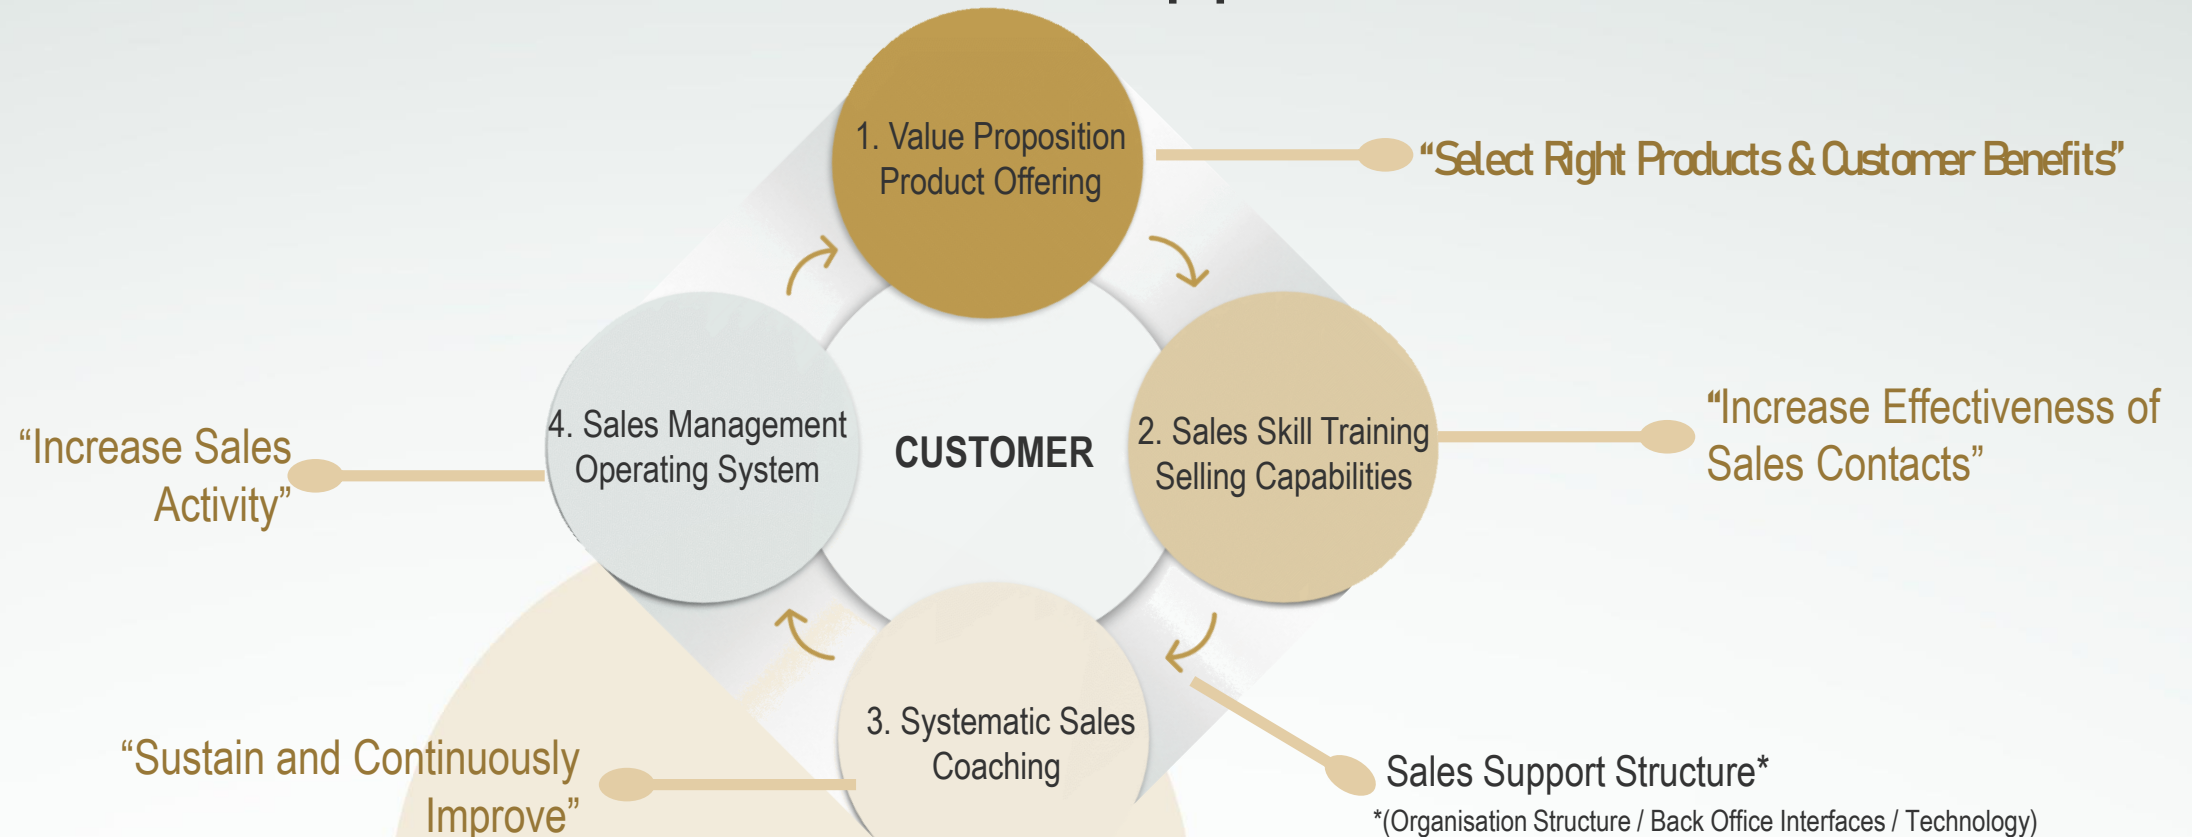 1. Value Proposition
Product Offering
“Select Right Products & Customer Benefits”
4. Sales Management
Operating System
CUSTOMER
2. Sales Skill Training
Selling Capabilities
“Increase Effectiveness of
Sales Contacts”
“Increase Sales
Activity”
3. Systematic Sales
Coaching
“Sustain and Continuously
Improve”
Sales Support Structure*
*(Organisation Structure / Back Office Interfaces / Technology)